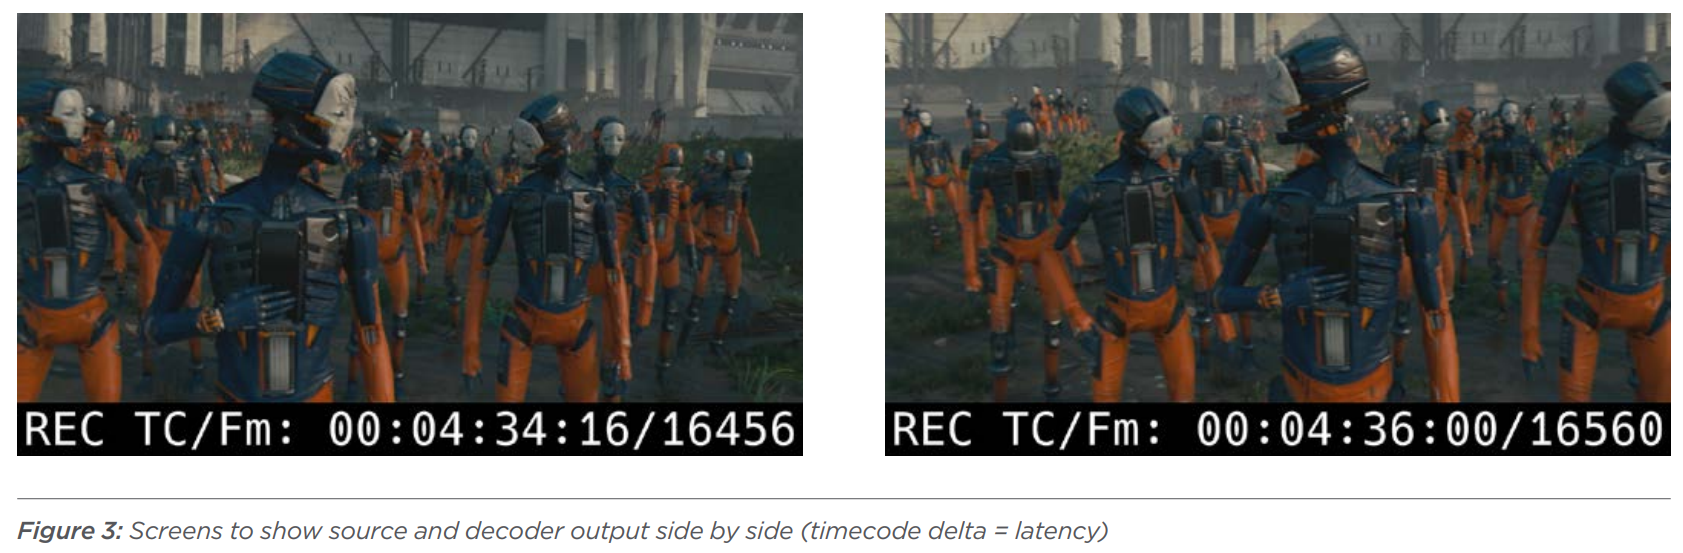 REC TC/Fm: 00:04:34:16/16456
REC TC/Fm: 00:04:36:00/16560
Figure 3: Screens to show source and decoder output side by side (timecode delta = latency)